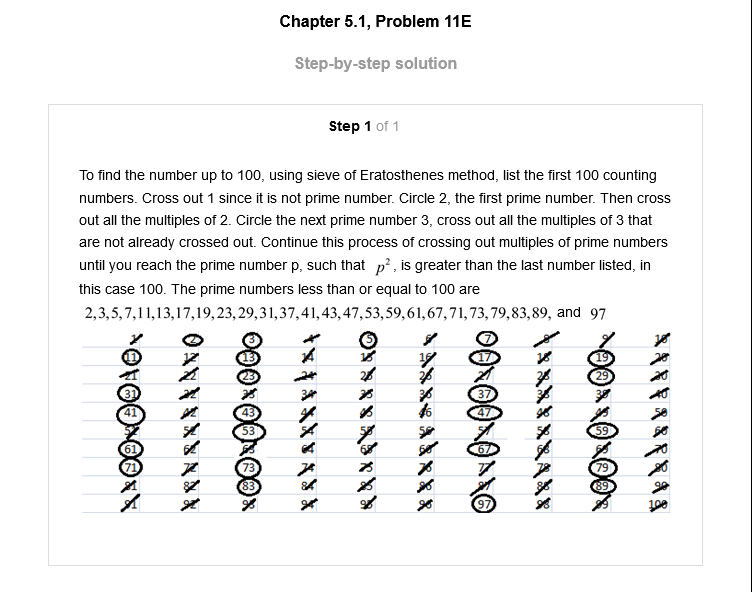 Chapter 5.1, Problem 11E
Step-by-step solution
Step 1 of 1
To find the number up to 100, using sieve of Eratosthenes method, list the first 100 counting
numbers. Cross out 1 since it is not prime number. Circle 2, the first prime number. Then cross
out all the multiples of 2. Circle the next prime number 3, cross out all the multiples of 3 that
are not already crossed out. Continue this process of crossing out multiples of prime numbers
until you reach the prime number p, such that p², is greater than the last number listed, in
this case 100. The prime numbers less than or equal to 100 are
2,3,5,7,11,13,17,19,23,29,31,37,41,43,47,53,59,61,67,71,73,79,83,89, and 97
1 2 3 4 5 6 7 8 9 10
11 12 13 14 15 16 17 18 19 20
21 22 23 24 25 26 27 28 29 30
31 32 33 34 35 36 37 38 39 40
41 42 43 44 45 46 47 48 49 50
51 52 53 54 55 56 57 58 59 60
61 62 63 64 65 66 67 68 69 70
71 72 73 74 75 76 77 78 79 80
81 82 83 84 85 86 87 88 89 90
91 92 93 94 95 96 97 98 99 100